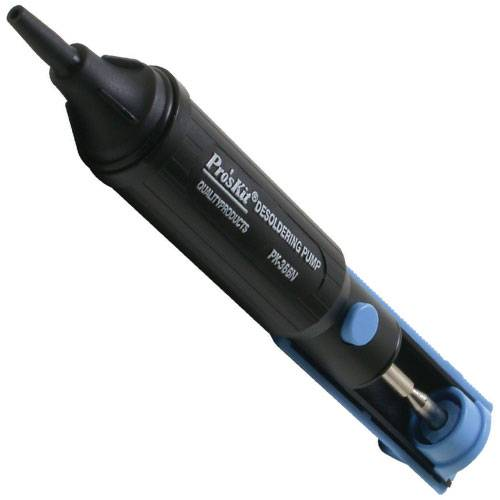 Pro'sKit® DESOLDERING PUMP
QUALITYPRODUCTS PK-366N